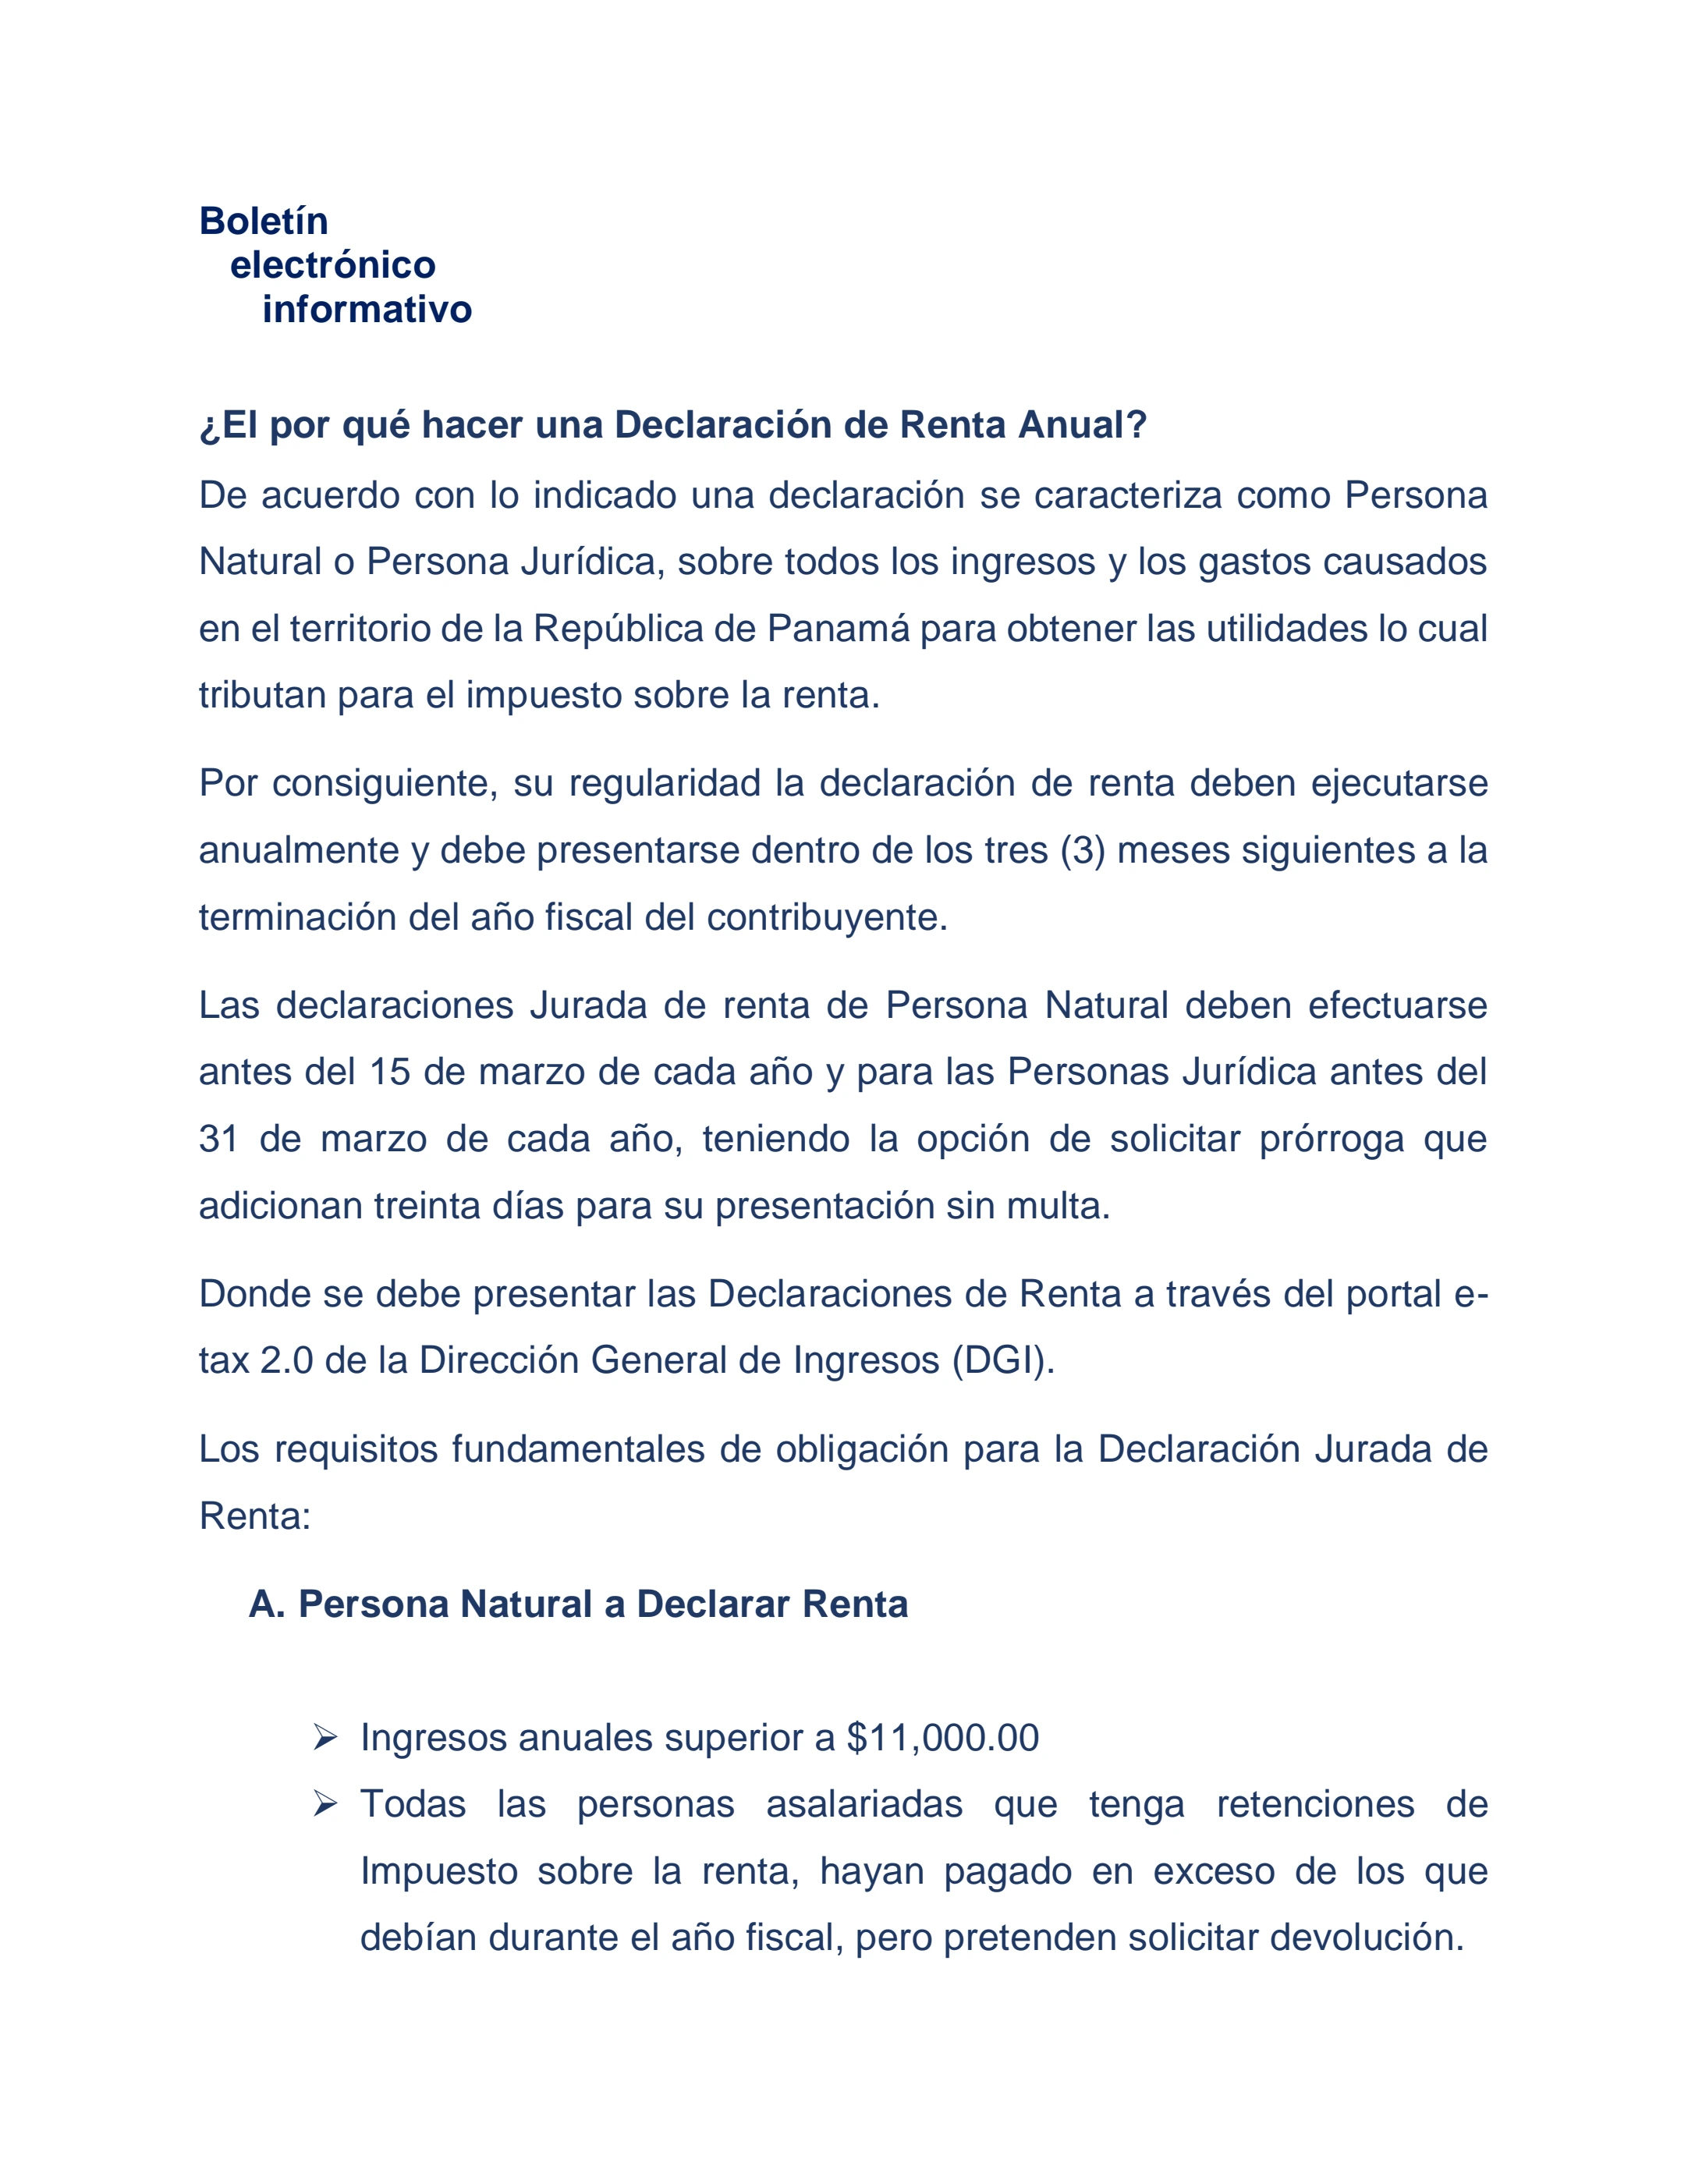 Boletín
electrónico
informativo
¿El por qué hacer una Declaración de Renta Anual?
De acuerdo con lo indicado una declaración se caracteriza como Persona
Natural o Persona Jurídica, sobre todos los ingresos y los gastos causados
en el territorio de la República de Panamá para obtener las utilidades lo cual
tributan para el impuesto sobre la renta.
Por consiguiente, su regularidad la declaración de renta deben ejecutarse
anualmente y debe presentarse dentro de los tres (3) meses siguientes a la
terminación del año fiscal del contribuyente.
Las declaraciones Jurada de renta de Persona Natural deben efectuarse
antes del 15 de marzo de cada año y para las Personas Jurídica antes del
31 de marzo de cada año, teniendo la opción de solicitar prórroga que
adicionan treinta días para su presentación sin multa.
Donde se debe presentar las Declaraciones de Renta a través del portal e-
tax 2.0 de la Dirección General de Ingresos (DGI).
Los requisitos fundamentales de obligación para la Declaración Jurada de
Renta:
A. Persona Natural a Declarar Renta
➢ Ingresos anuales superior a $11,000.00
➢ Todas las personas asalariadas que tenga retenciones de
Impuesto sobre la renta, hayan pagado en exceso de los que
debían durante el año fiscal, pero pretenden solicitar devolución.